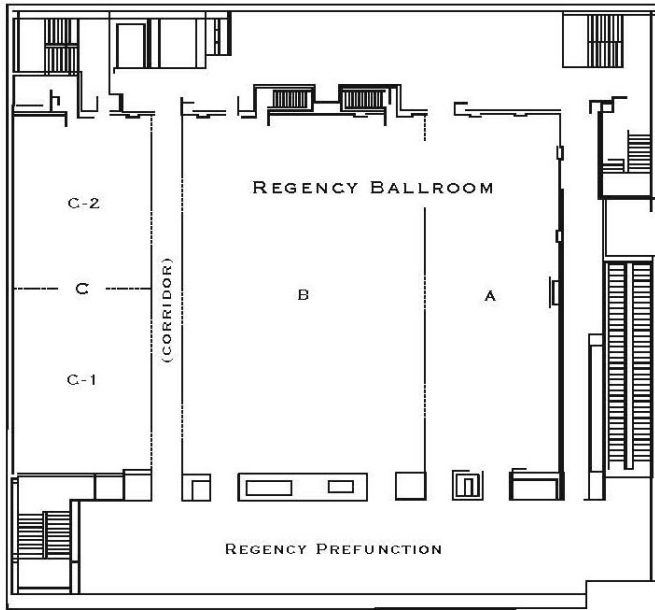 REGENCY BALLROOM
C-2
C
(CORRIDOR)
B
A
C-1
REGENCY PREFUNCTION